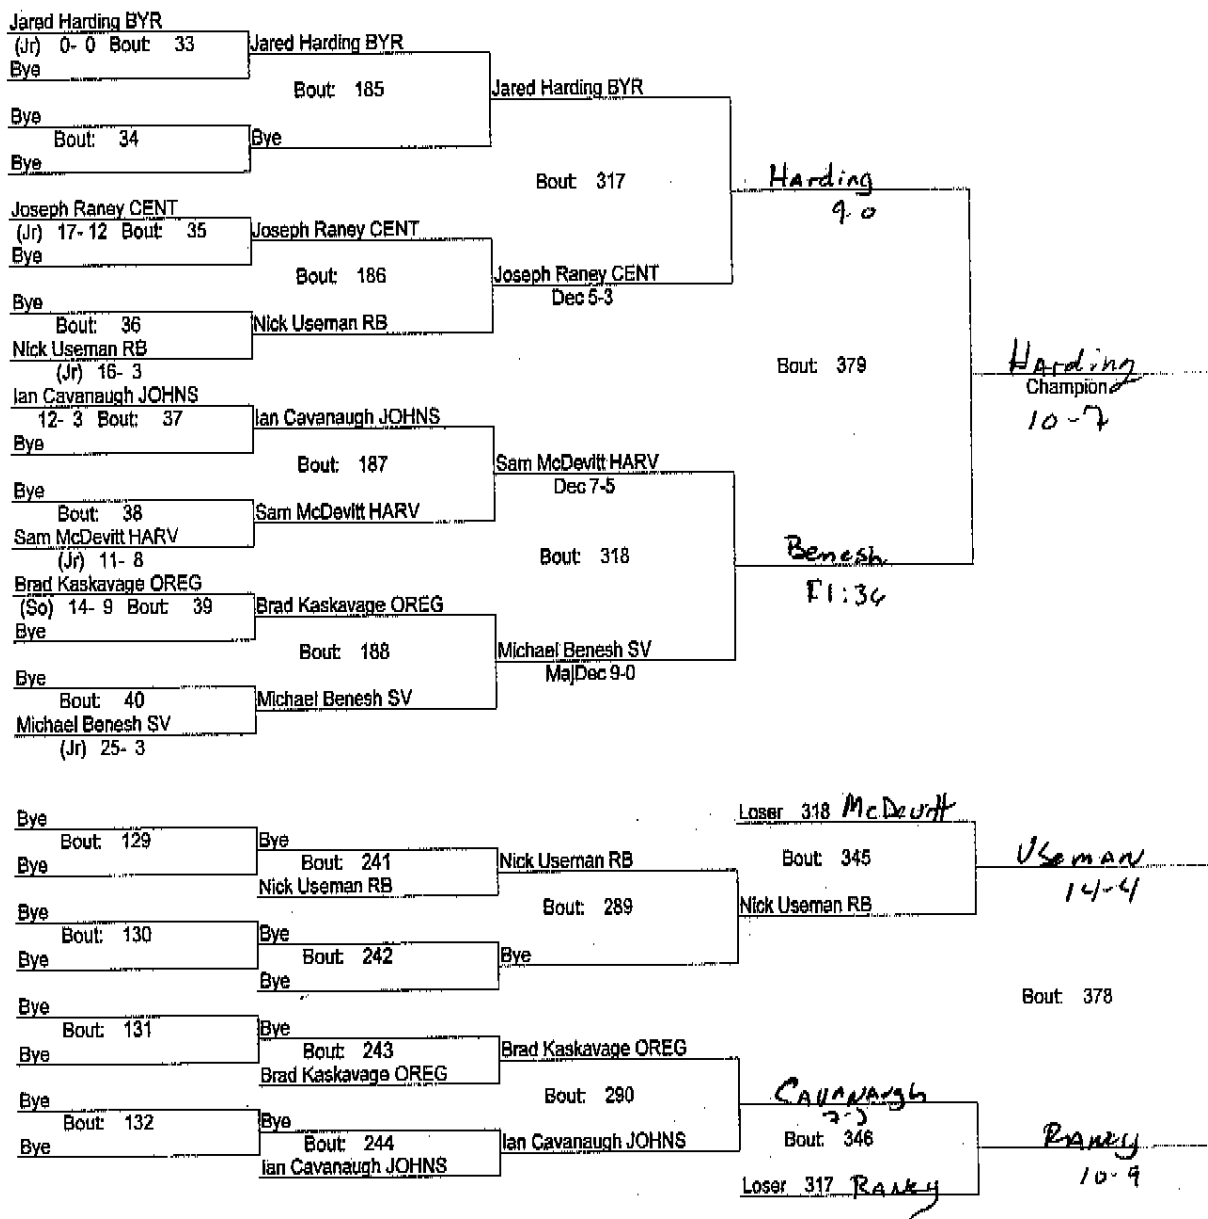 Jared Harding BYR
(Jr) 0- 0 Bout: 33
Bye
Jared Harding BYR
Bout: 185
Jared Harding BYR
Bye
Bout: 34
Bye
Bye
Bout: 317
Harding
9-0
Joseph Raney CENT
(Jr) 17- 12 Bout: 35
Bye
Joseph Raney CENT
Bout: 186
Joseph Raney CENT
Dec 5-3
Bye
Bout: 36
Nick Useman RB
(Jr) 16- 3
Nick Useman RB
Bout: 379
Harding
Champion
10-7
Ian Cavanaugh JOHNS
12- 3 Bout: 37
Bye
Ian Cavanaugh JOHNS
Bout: 187
Sam McDevitt HARV
Dec 7-5
Bye
Bout: 38
Sam McDevitt HARV
(Jr) 11- 8
Sam McDevitt HARV
Bout: 318
Benesh
F1:36
Brad Kaskavage OREG
(So) 14- 9 Bout: 39
Bye
Brad Kaskavage OREG
Bout: 188
Michael Benesh SV
MajDec 9-0
Bye
Bout: 40
Michael Benesh SV
(Jr) 25- 3
Michael Benesh SV
Bye
Bout: 129
Bye
Bye
Bout: 241
Nick Useman RB
Nick Useman RB
Loser 318 McDevitt
Bout: 345
Nick Useman RB
Useman
14-4
Bout: 289
Bye
Bout: 130
Bye
Bye
Bout: 242
Bye
Bye
Bout: 378
Bye
Bout: 131
Bye
Bye
Bout: 243
Brad Kaskavage OREG
Brad Kaskavage OREG
Bout: 290
Bye
Bout: 132
Bye
Bye
Bout: 244
Ian Cavanaugh JOHNS
Ian Cavanaugh JOHNS
Cavanaugh
Bout: 346
Loser 317 Raney
Raney
10-9